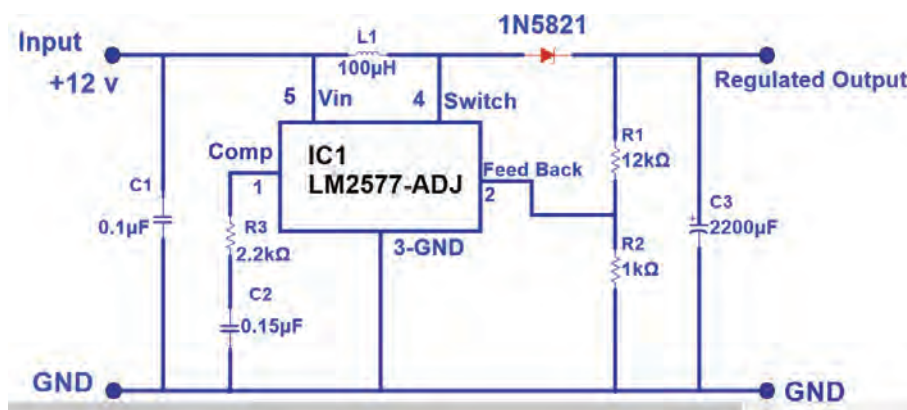 1N5821
Input
L1
+12 v
100µH
Regulated Output
5
Vin
4
Switch
R1
12kΩ
Comp
IC1
Feed Back
LM2577-ADJ
1
2
C1
0.1µF
C3
2200µF
R3
2.2kΩ
3-GND
R2
1kΩ
C2
0.15µF
+
GND
GND